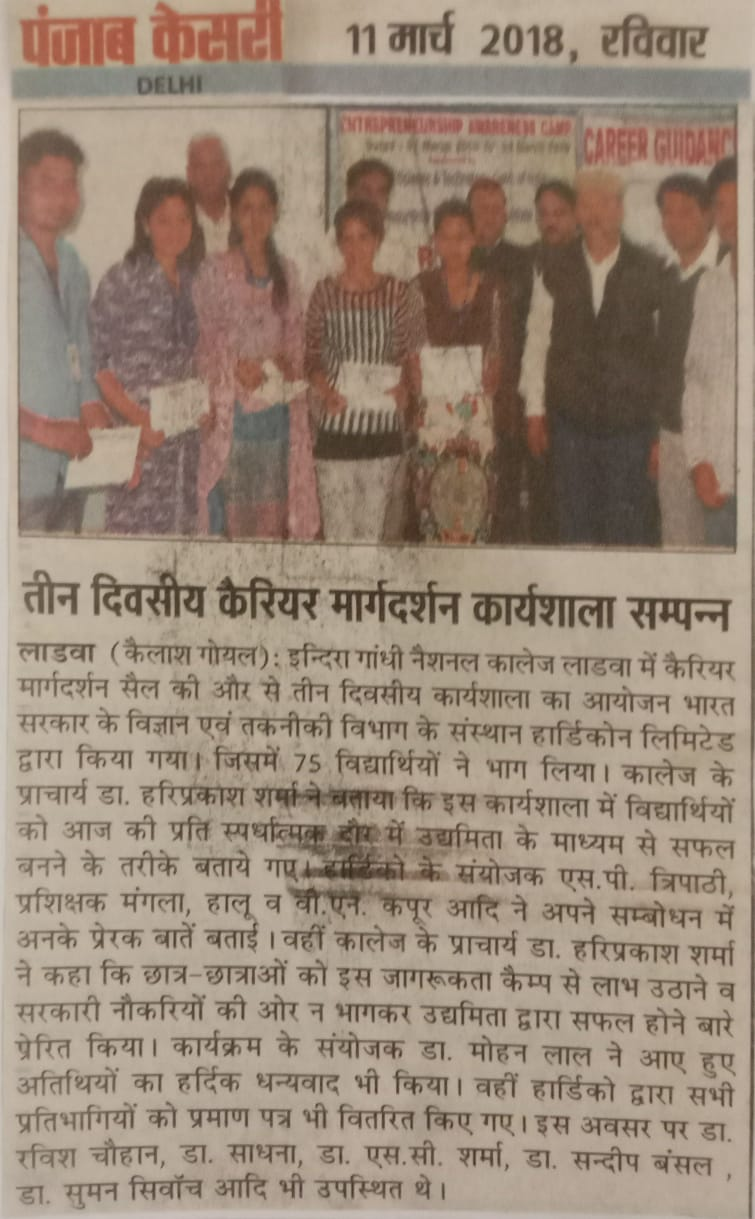 पंजाब केसरी 11 मार्च 2018, रविवार
DELHI
ENTREPRENEURSHIP AWARENESS CAMP
CAREER GUIDANC
तीन दिवसीय कैरियर मार्गदर्शन कार्यशाला सम्पन्न
लाडवा (कैलाश गोयल): इन्दिरा गांधी नैशनल कालेज लाडवा में कैरियर
मार्गदर्शन सैल की और से तीन दिवसीय कार्यशाला का आयोजन भारत
सरकार के विज्ञान एवं तकनीकी विभाग के संस्थान हार्डिकोन लिमिटेड
द्वारा किया गया। जिसमें 75 विद्यार्थियों ने भाग लिया। कालेज के
प्राचार्य डा. हरिप्रकाश शर्मा ने बताया कि इस कार्यशाला में विद्यार्थियों
को आज की प्रति स्पर्धात्मक दौर में उद्यमिता के माध्यम से सफल
बनने के तरीके बताये गए। हार्डिको के संयोजक एस.पी. त्रिपाठी,
प्रशिक्षक मंगला, हालू व वी.एन. कपूर आदि ने अपने सम्बोधन में
अनके प्रेरक बातें बताई। वहीं कालेज के प्राचार्य डा. हरिप्रकाश शर्मा
ने कहा कि छात्र-छात्राओं को इस जागरूकता कैम्प से लाभ उठाने व
सरकारी नौकरियों की ओर न भागकर उद्यमिता द्वारा सफल होने बारे
प्रेरित किया। कार्यक्रम के संयोजक डा. मोहन लाल ने आए हुए
अतिथियों का हर्दिक धन्यवाद भी किया। वहीं हार्डिको द्वारा सभी
प्रतिभागियों को प्रमाण पत्र भी वितरित किए गए। इस अवसर पर डा.
रविश चौहान, डा. साधना, डा. एस.सी. शर्मा, डा. सन्दीप बंसल ,
डा. सुमन सिवॉच आदि भी उपस्थित थे।